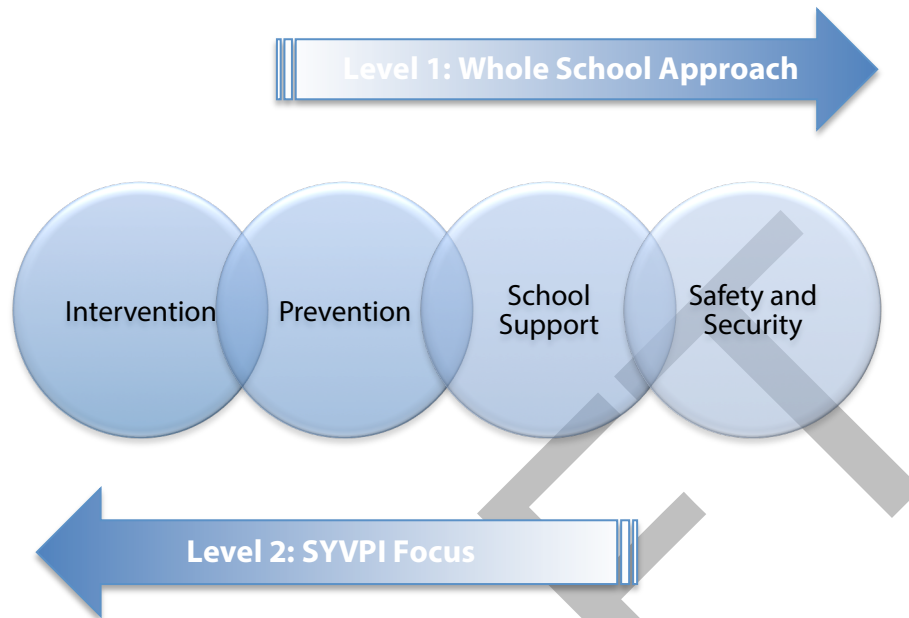 Level 1: Whole School Approach
Intervention
Prevention
School
Support
Safety and
Security
Level 2: SYVPI Focus